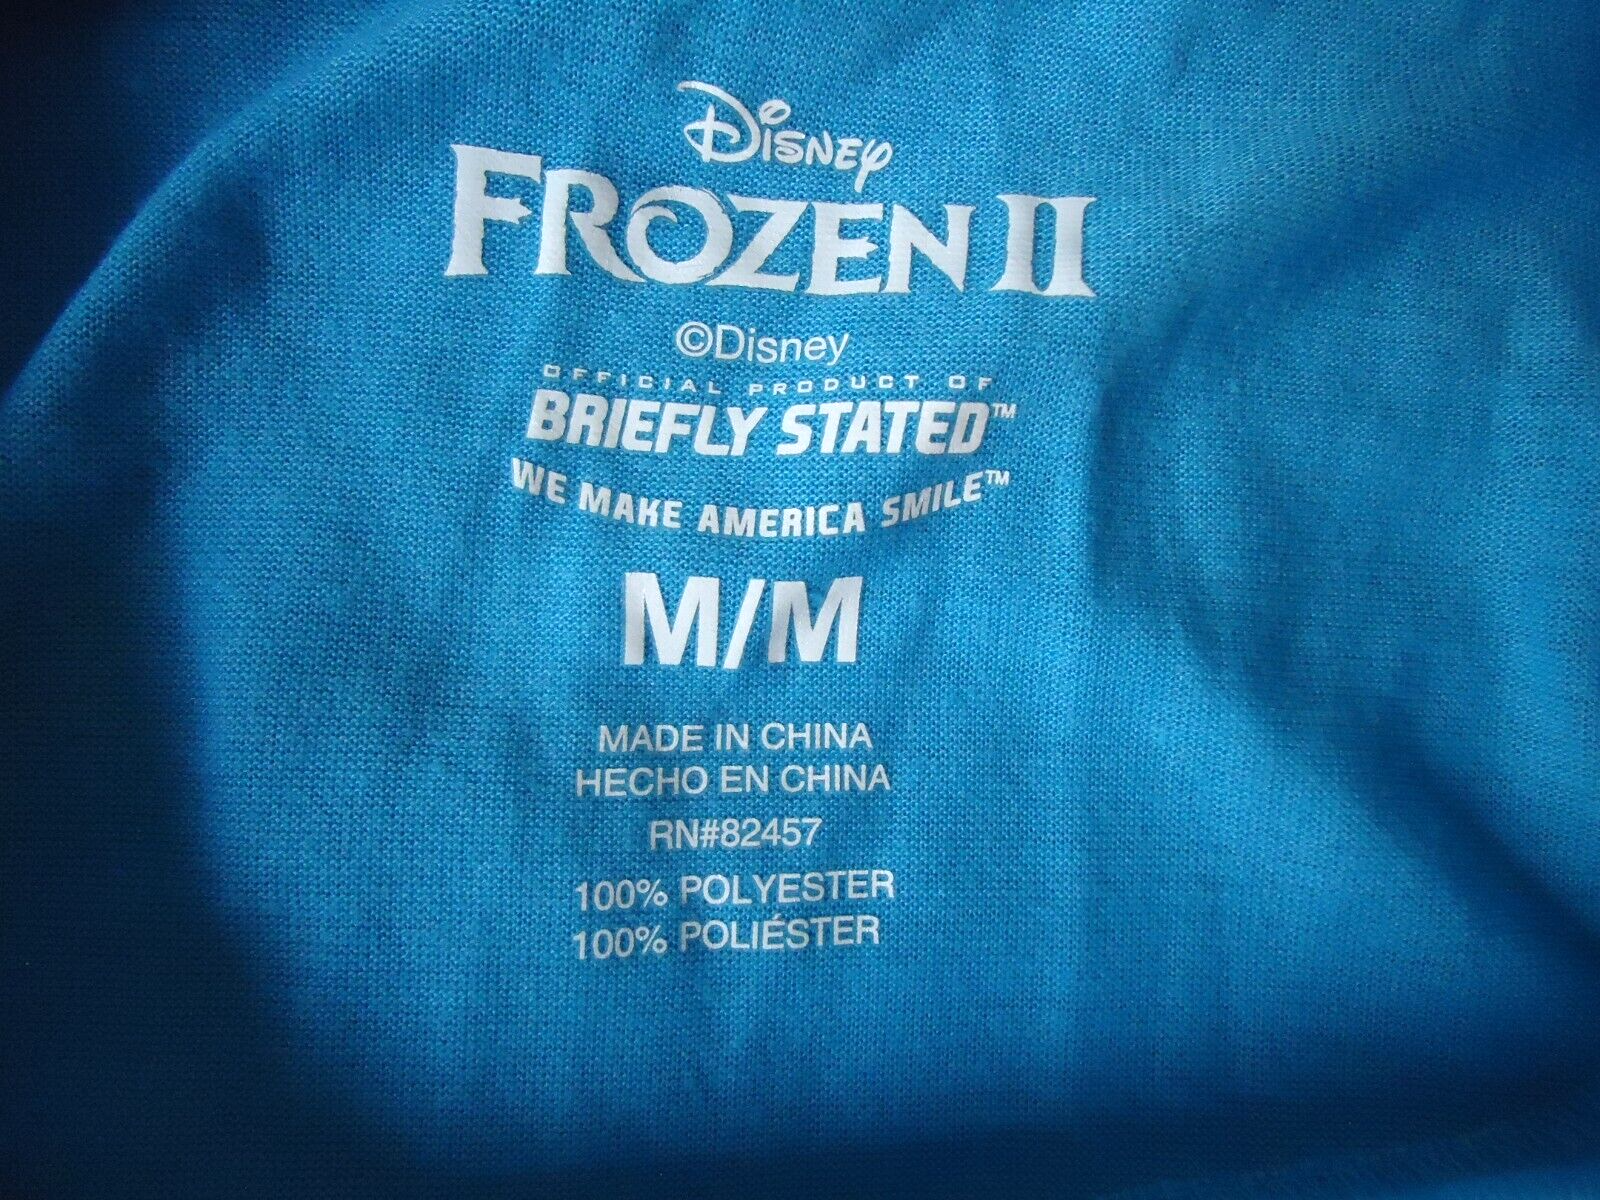 Disney
FROZEN II
©Disney
OFFICIAL PRODUCT OF
BRIEFLY STATED™
WE MAKE AMERICA SMILE™
M/M
MADE IN CHINA
HECHO EN CHINA
RN#82457
100% POLYESTER
100% POLIÉSTER